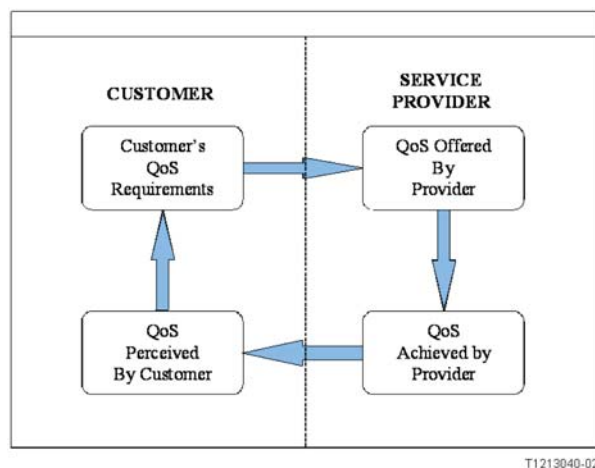 CUSTOMER
SERVICE
PROVIDER
Customer's
QoS
Requirements
QoS Offered
By
Provider
QoS
Perceived
By Customer
QoS
Achieved by
Provider
T1213040-02